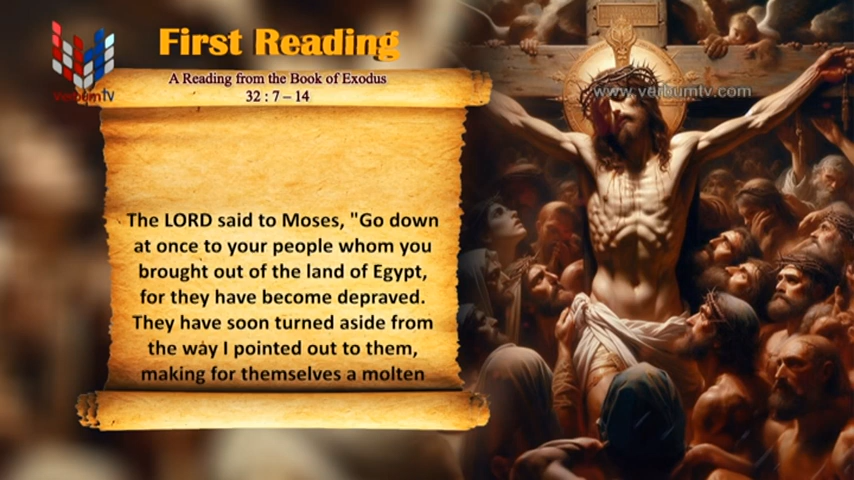 First Reading
A Reading from the Book of Exodus
32 : 7 – 14
verbumtv
www.verbumtv.com
The LORD said to Moses, "Go down
at once to your people whom you
brought out of the land of Egypt,
for they have become depraved.
They have soon turned aside from
the way I pointed out to them,
making for themselves a molten